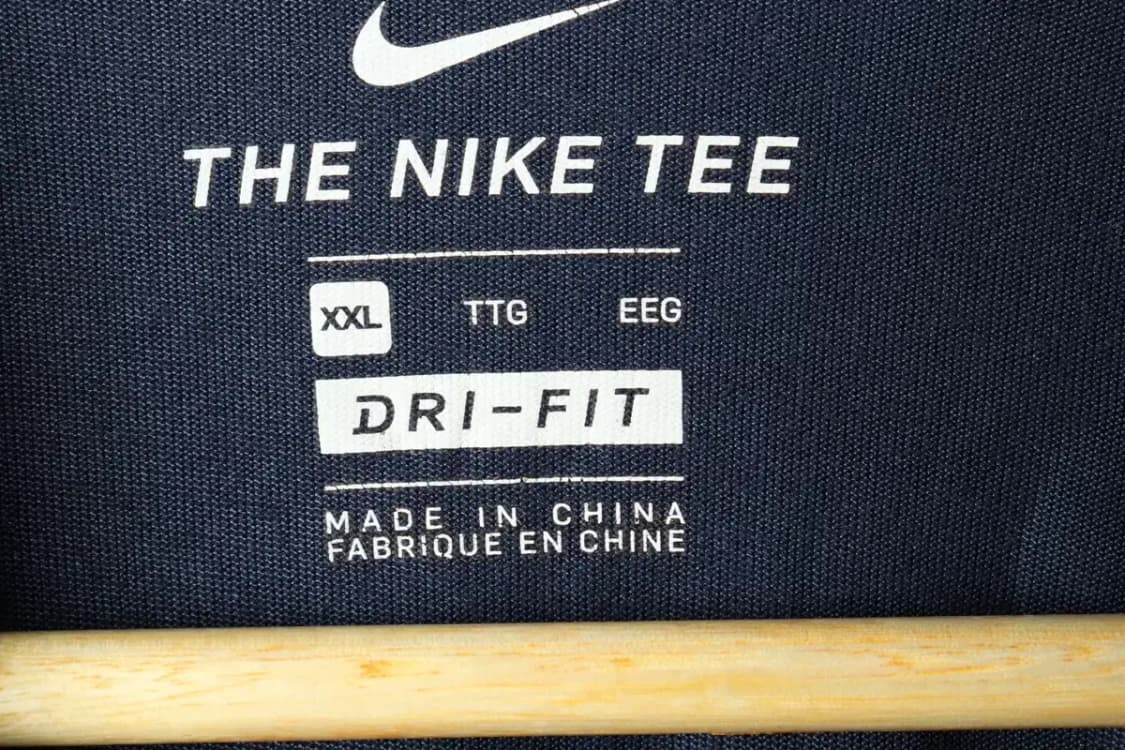 THE NIKE TEE
XXL TTG EEG
DRI-FIT
MADE IN CHINA
FABRIQUE EN CHINE